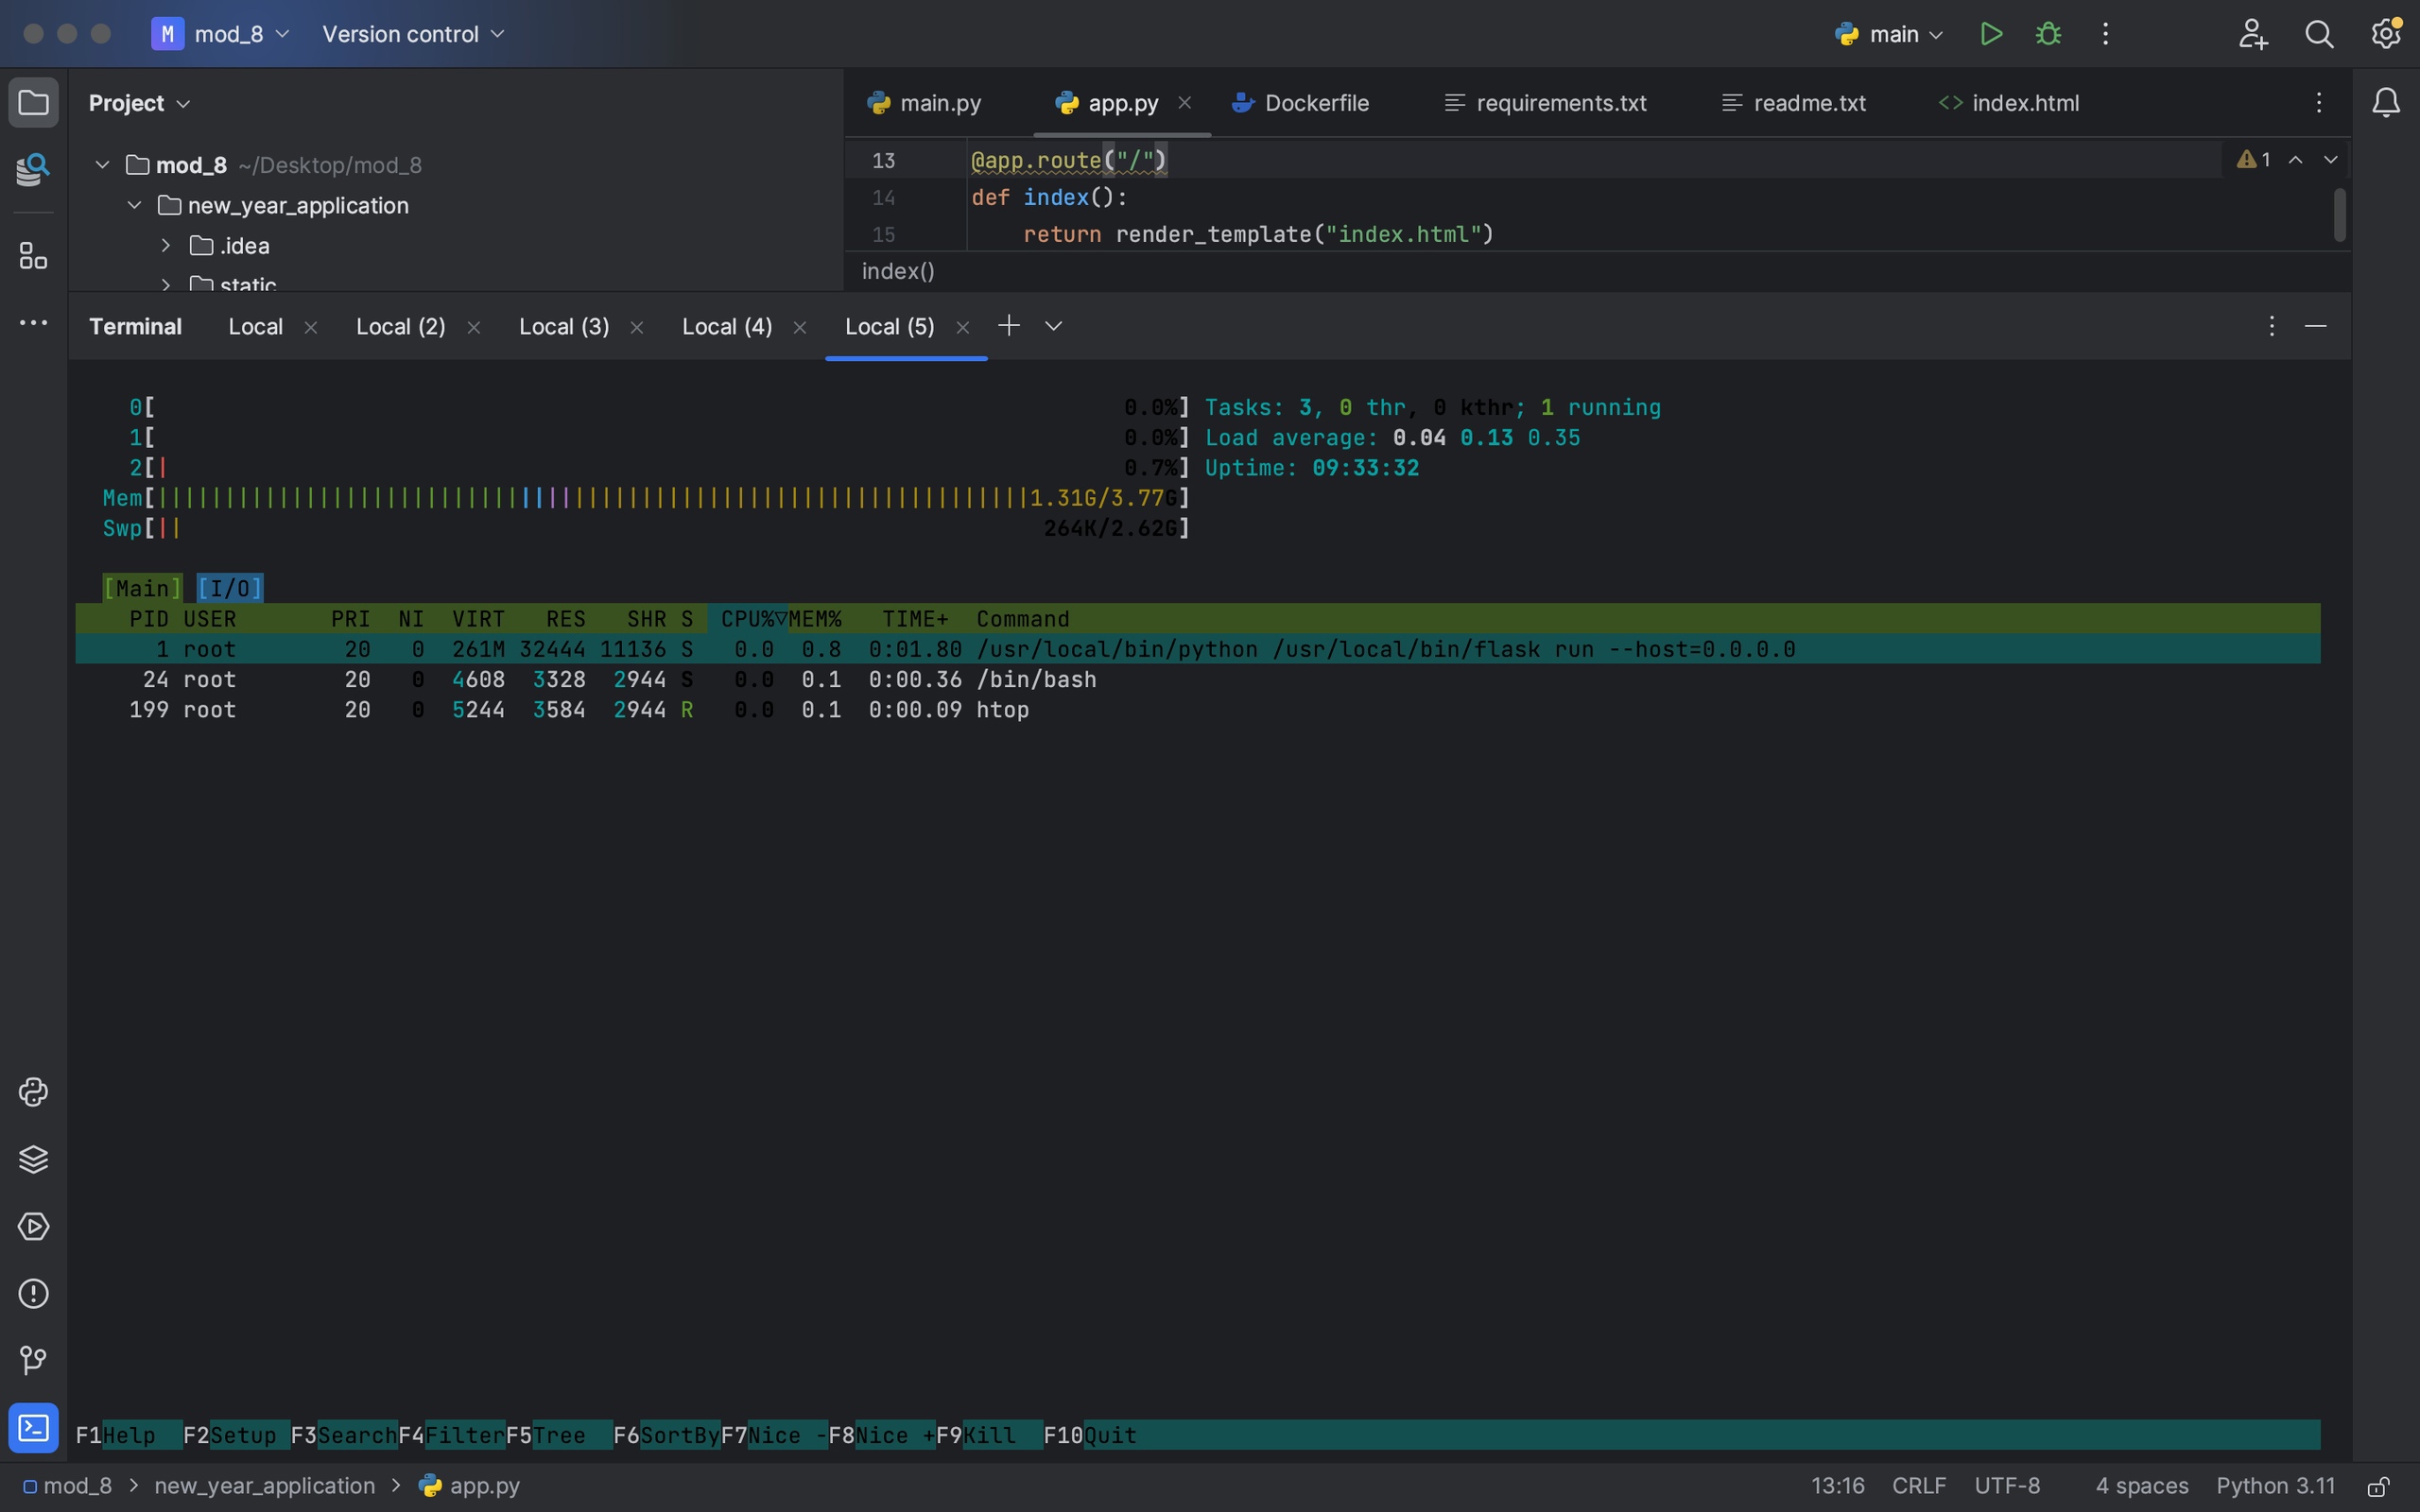 M mod_8 Version control main
Project
main.py app.py Dockerfile requirements.txt readme.txt <> index.html
mod_8 ~/Desktop/mod_8
new_year_application
.idea
static
13 @app.route("/")
1
14 def index():
15 return render_template("index.html")
index()
Terminal Local Local (2) Local (3) Local (4) Local (5)
0[ 0.0%] Tasks: 3, 0 thr, 0 kthr; 1 running
1[ 0.0%] Load average: 0.04 0.13 0.35
2[| 0.7%] Uptime: 09:33:32
Mem[|||||||||||||||||||||||||||||||||||||||||||||||||||||||||||||||||1.31G/3.77G]
Swp[|| 264K/2.62G]
[Main] [I/O]
PID USER PRI NI VIRT RES SHR S CPU%▽MEM% TIME+ Command
1 root 20 0 261M 32444 11136 S 0.0 0.8 0:01.80 /usr/local/bin/python /usr/local/bin/flask run --host=0.0.0.0
24 root 20 0 4608 3328 2944 S 0.0 0.1 0:00.36 /bin/bash
199 root 20 0 5244 3584 2944 R 0.0 0.1 0:00.09 htop
F1Help F2Setup F3SearchF4FilterF5Tree F6SortByF7Nice -F8Nice +F9Kill F10Quit
mod_8 > new_year_application > app.py 13:16 CRLF UTF-8 4 spaces Python 3.11